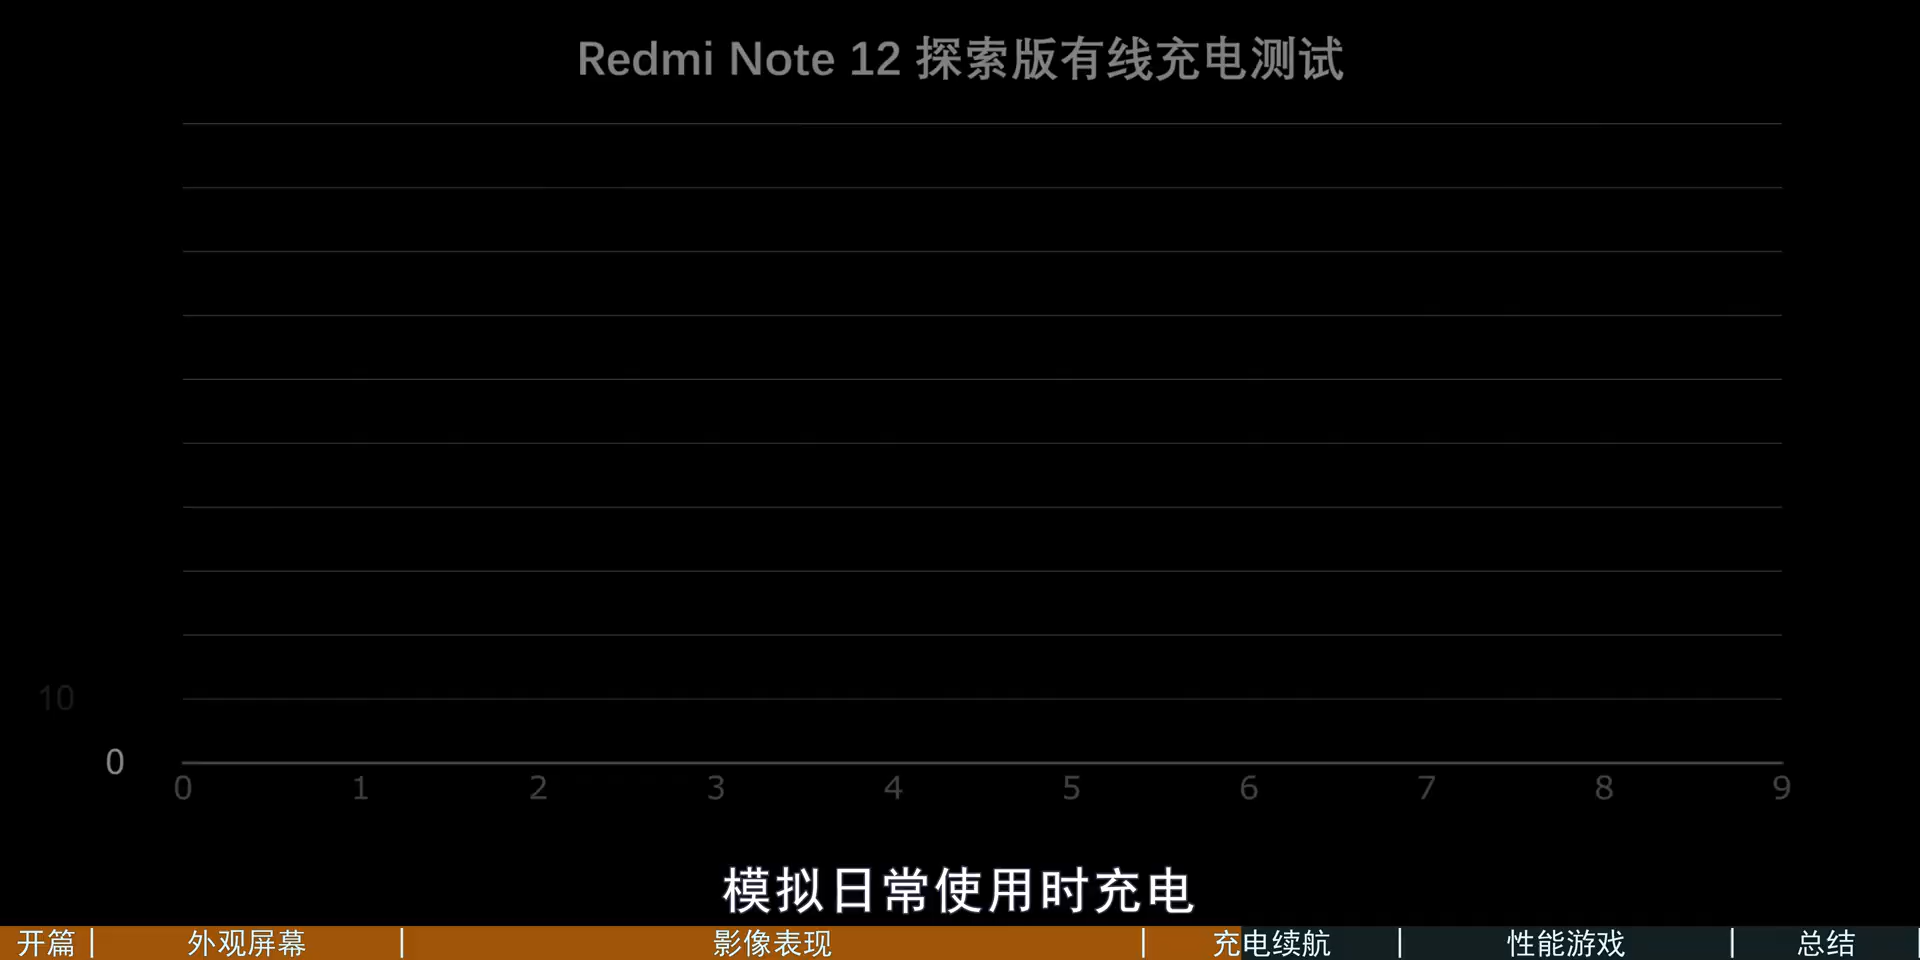 Redmi Note 12 探索版有线充电测试
10
0
0 1 2 3 4 5 6 7 8 9
模拟日常使用时充电
开篇 | 外观屏幕 | 影像表现 | 充电续航 | 性能游戏 | 总结